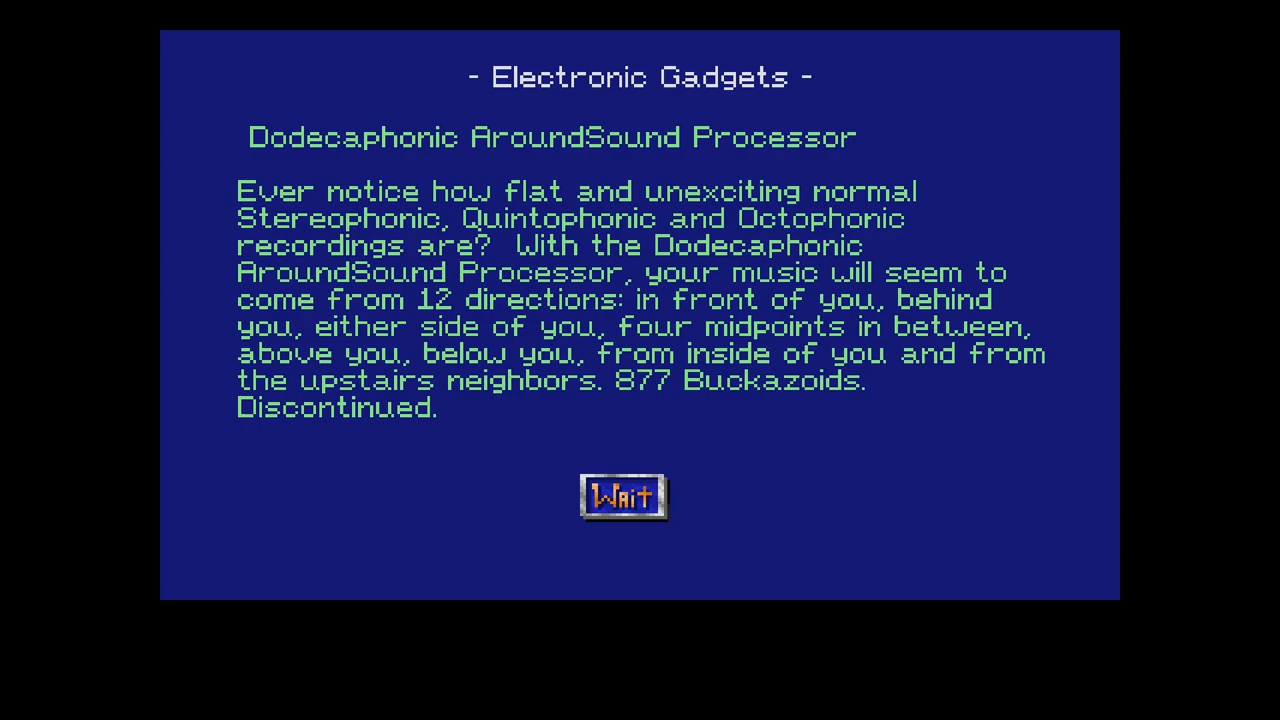 - Electronic Gadgets -
Dodecaphonic AroundSound Processor
Ever notice how flat and unexciting normal
Stereophonic, Quintophonic and Octophonic
recordings are?  With the Dodecaphonic
AroundSound Processor, your music will seem to
come from 12 directions: in front of you, behind
you, either side of you, four midpoints in between,
above you, below you, from inside of you and from
the upstairs neighbors. 877 Buckazoids.
Discontinued.
Wait